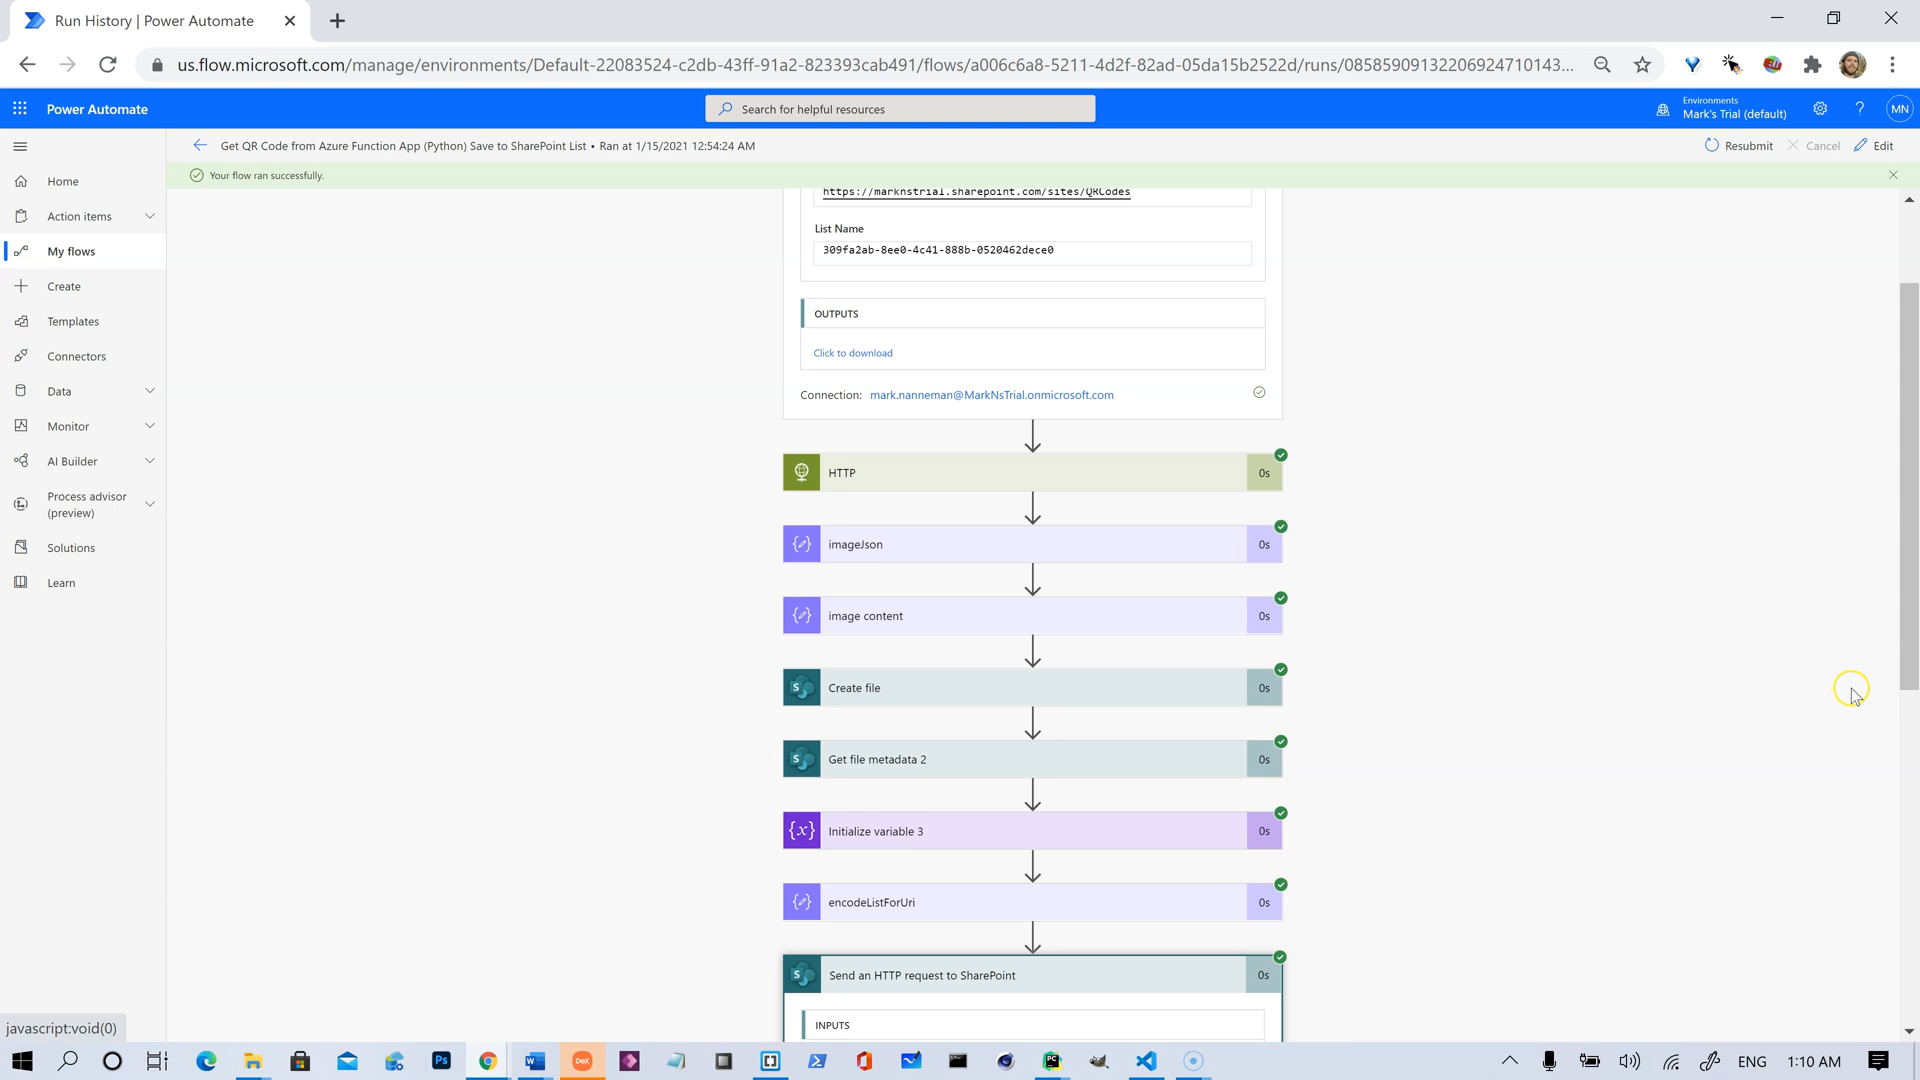 Run History | Power Automate
us.flow.microsoft.com/manage/environments/Default-22083524-c2db-43ff-91a2-823393cab491/flows/a006c6a8-5211-4d2f-82ad-05da15b2522d/runs/08585909132206924710143...
Power Automate
Search for helpful resources
Environments
Mark's Trial (default)
?
MN
Get QR Code from Azure Function App (Python) Save to SharePoint List • Ran at 1/15/2021 12:54:24 AM
Resubmit
Cancel
Edit
Your flow ran successfully.
Home
Action items
My flows
Create
Templates
Connectors
Data
Monitor
AI Builder
Process advisor
(preview)
Solutions
Learn
https://marknstrial.sharepoint.com/sites/QRCodes
List Name
309fa2ab-8ee0-4c41-888b-0520462dece0
OUTPUTS
Click to download
Connection: mark.nanneman@MarkNsTrial.onmicrosoft.com
HTTP 0s
imageJson 0s
image content 0s
S Create file 0s
S Get file metadata 2 0s
{x} Initialize variable 3 0s
encodeListForUri 0s
S Send an HTTP request to SharePoint 0s
INPUTS
javascript:void(0)
Ps
W
DeX
PC
ENG
1:10 AM